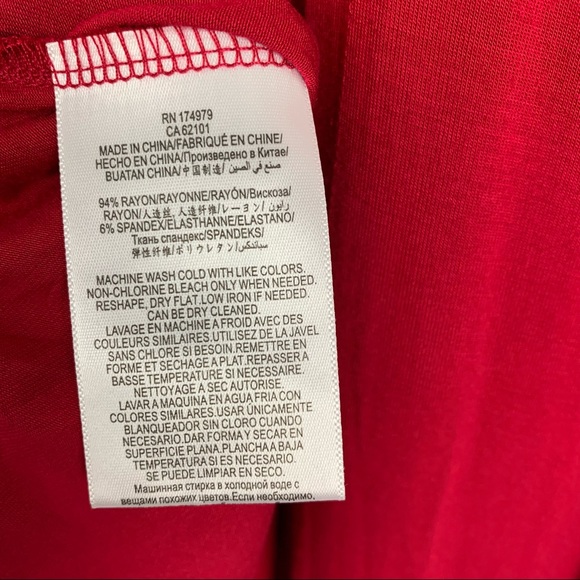 RN 174979
CA 62101
MADE IN CHINA/FABRIQUÉ EN CHINE/
HECHO EN CHINA/Произведено в Китае/
BUATAN CHINA/中国制造/صنع في الصين
94% RAYON/RAYONNE/RAYÓN/Вискоза/
RAYON/人造丝, 人造纤维/レーヨン/رايون
6% SPANDEX/ELASTHANNE/ELASTANO/
Ткань спандекс/SPANDEKS/
弹性纤维/ポリウレタン/سباندكس
MACHINE WASH COLD WITH LIKE COLORS.
NON-CHLORINE BLEACH ONLY WHEN NEEDED.
RESHAPE, DRY FLAT.LOW IRON IF NEEDED.
CAN BE DRY CLEANED.
LAVAGE EN MACHINE A FROID AVEC DES
COULEURS SIMILAIRES.UTILISEZ DE LA JAVEL
SANS CHLORE SI BESOIN.REMETTRE EN
FORME ET SECHAGE A PLAT.REPASSER A
BASSE TEMPERATURE SI NECESSAIRE.
NETTOYAGE A SEC AUTORISE.
LAVAR A MAQUINA EN AGUA FRIA CON
COLORES SIMILARES.USAR ÚNICAMENTE
BLANQUEADOR SIN CLORO CUANDO
NECESARIO.DAR FORMA Y SECAR EN
SUPERFICIE PLANA.PLANCHA A BAJA
TEMPERATURA SI ES NECESARIO.
SE PUEDE LIMPIAR EN SECO.
Машинная стирка в холодной воде с
вещами похожих цветов.Если необходимо,